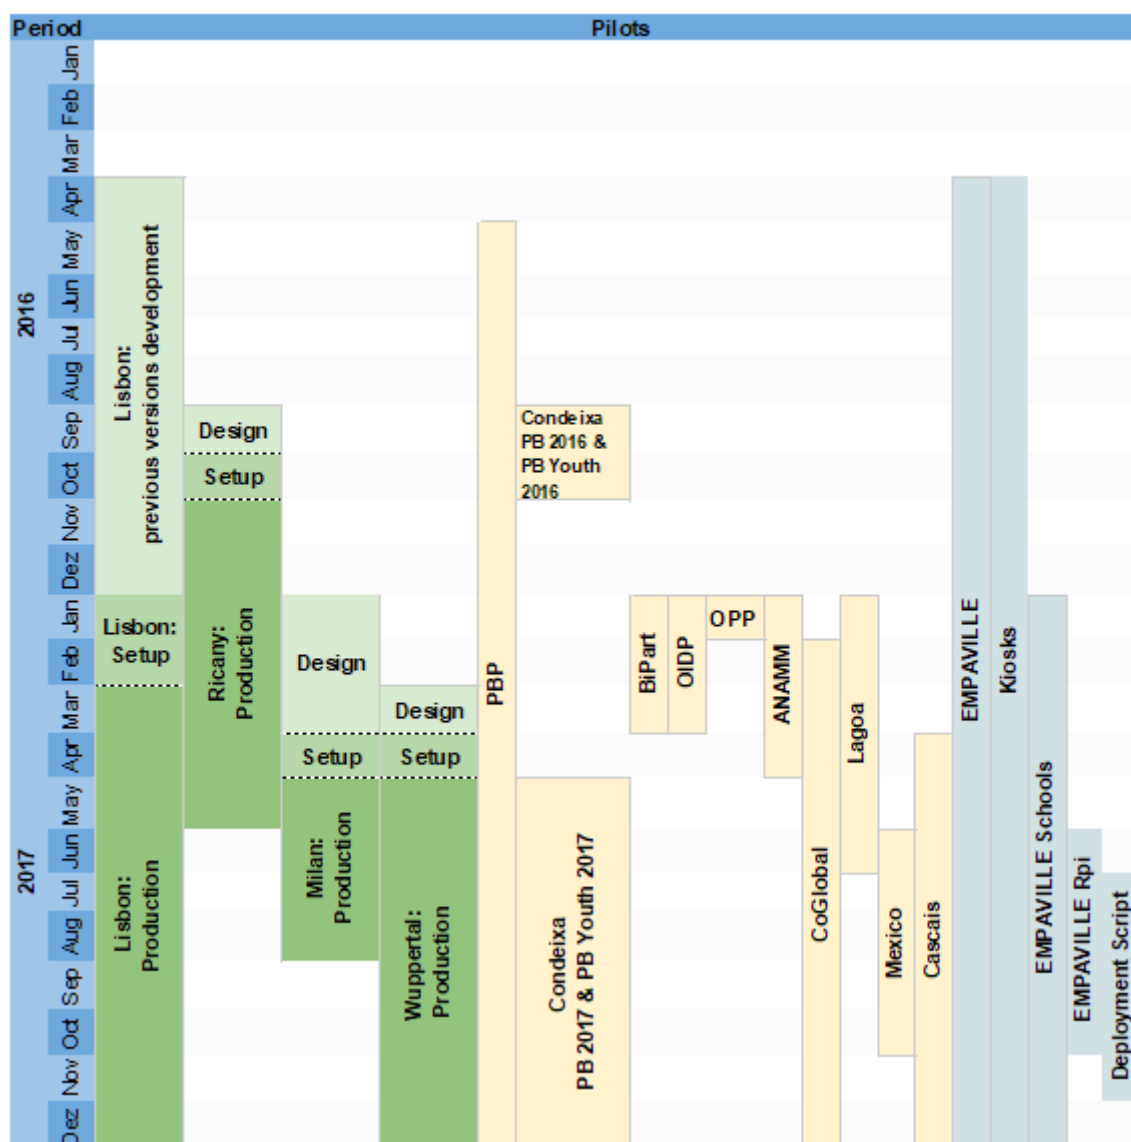 Period Pilots
2016
Jan
Feb
Mar
Apr
May
Jun
Jul
Aug
Sep
Oct
Nov
Dez
2017
Jan
Feb
Mar
Apr
May
Jun
Jul
Aug
Sep
Oct
Nov
Dez
Lisbon:
previous versions development
Lisbon:
Setup
Lisbon:
Production
Design
Setup
Ricany:
Production
Design
Setup
Milan:
Production
Design
Setup
Wuppertal:
Production
PBP
Condeixa
PB 2016 &
PB Youth
2016
Condeixa
PB 2017 & PB Youth 2017
BiPart
OIDP
OPP
ANAMM
CoGlobal
Lagoa
Mexico
Cascais
EMPAVILLE
Kiosks
EMPAVILLE Schools
EMPAVILLE Rpi
Deployment Script